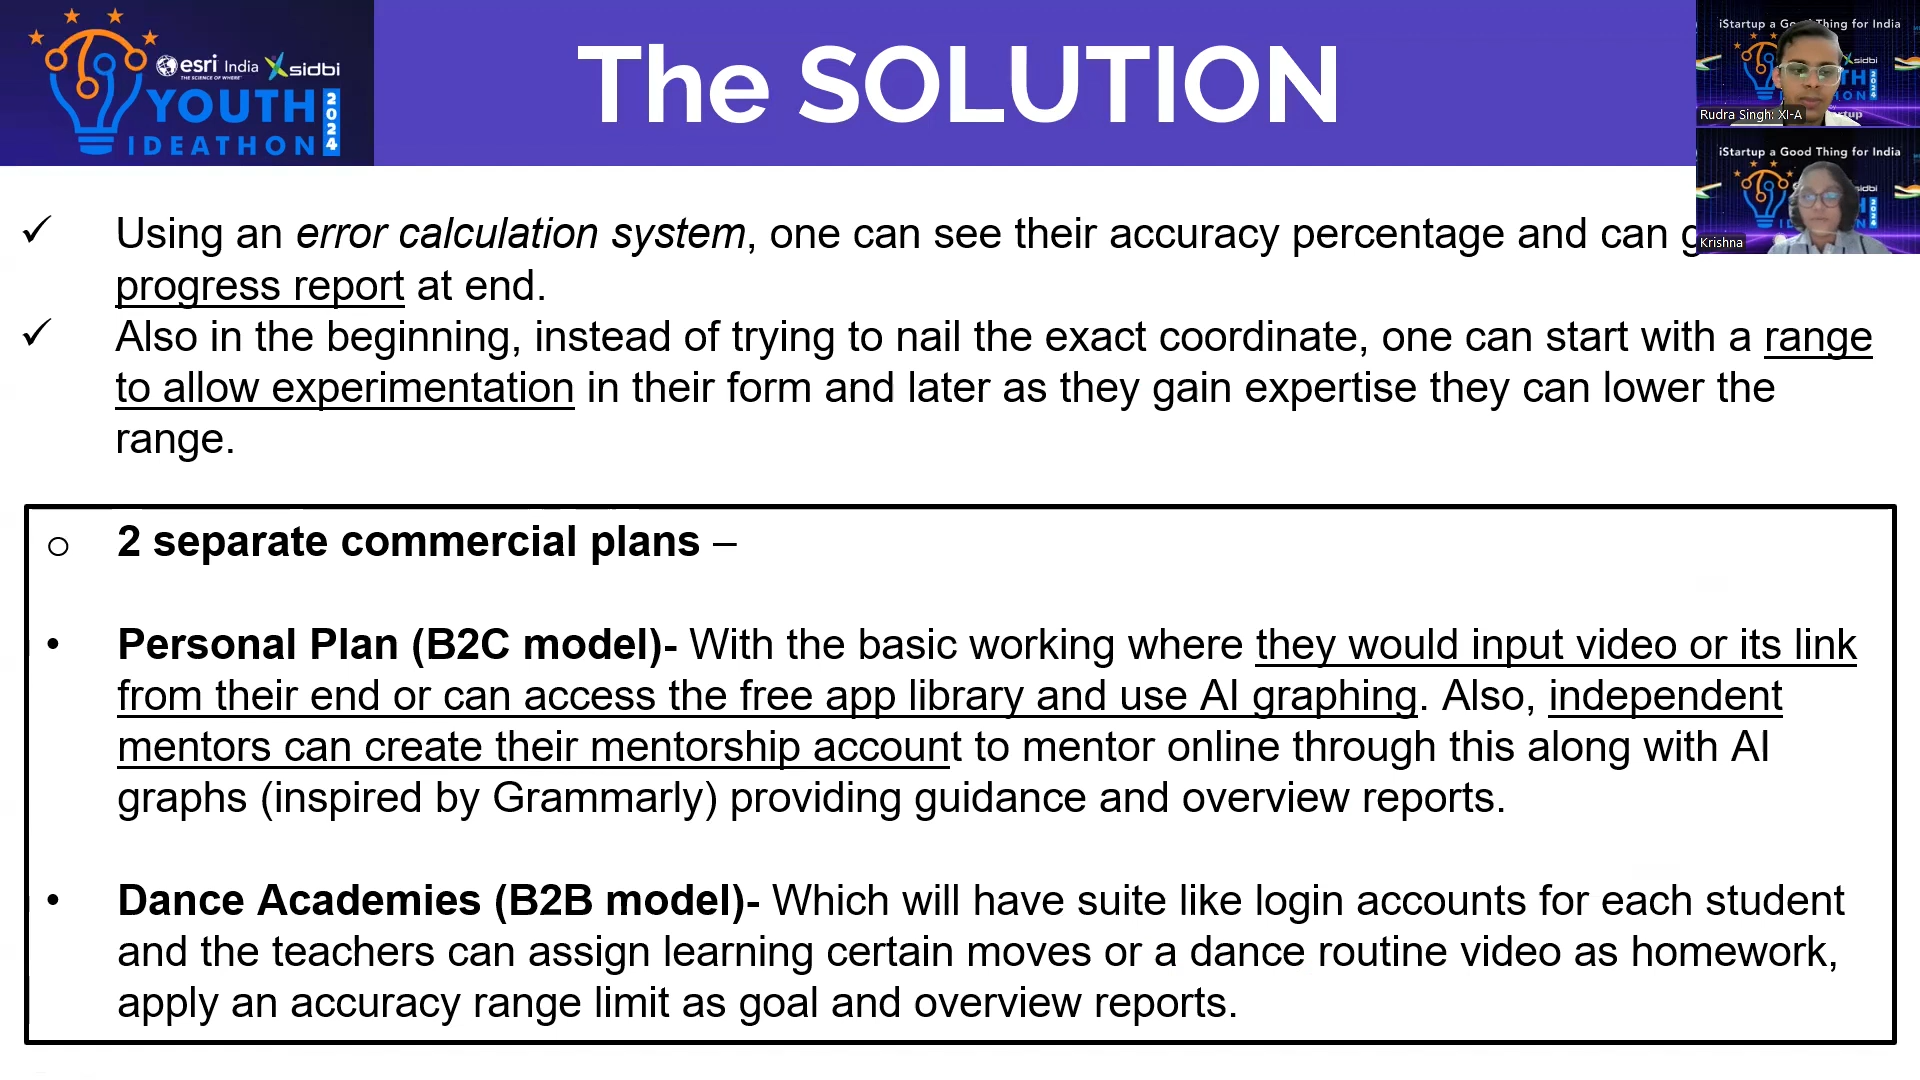 esri India
THE SCIENCE OF WHERE
sidbi
YOUTH
IDEATHON
2024
The SOLUTION
iStartup a Good Thing for India
sidbi
Rudra Singh: XI-A
iStartup a Good Thing for India
sidbi
Krishna
✓ Using an error calculation system, one can see their accuracy percentage and can
progress report at end.
✓ Also in the beginning, instead of trying to nail the exact coordinate, one can start with a range
to allow experimentation in their form and later as they gain expertise they can lower the
range.
o 2 separate commercial plans –
• Personal Plan (B2C model)- With the basic working where they would input video or its link
from their end or can access the free app library and use AI graphing. Also, independent
mentors can create their mentorship account to mentor online through this along with AI
graphs (inspired by Grammarly) providing guidance and overview reports.
• Dance Academies (B2B model)- Which will have suite like login accounts for each student
and the teachers can assign learning certain moves or a dance routine video as homework,
apply an accuracy range limit as goal and overview reports.